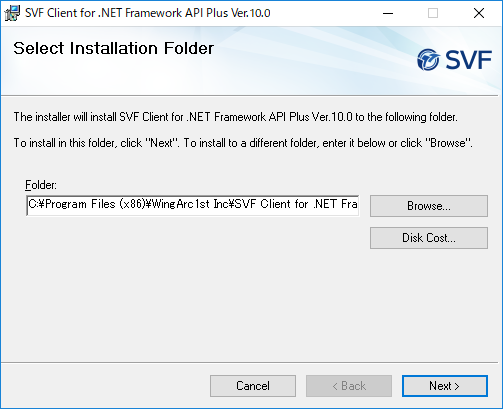 SVF Client for .NET Framework API Plus Ver.10.0
Select Installation Folder
SVF
The installer will install SVF Client for .NET Framework API Plus Ver.10.0 to the following folder.
To install in this folder, click "Next". To install to a different folder, enter it below or click "Browse".
Folder:
C:¥Program Files (x86)¥WingArc1st Inc¥SVF Client for .NET Fra
Browse...
Disk Cost...
Cancel
< Back
Next >